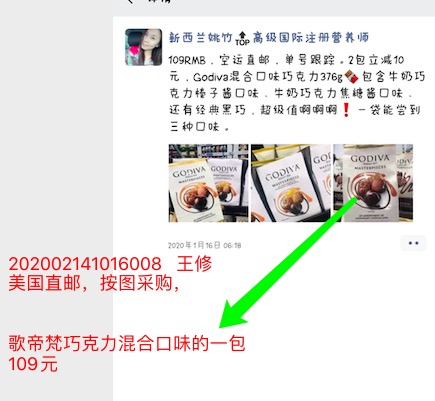 新西兰姚竹🔝高级国际注册营养师
109RMB，空运直邮，单号跟踪。2包立减10
元，Godiva混合口味巧克力376g🍫包含牛奶巧
克力榛子酱口味，牛奶巧克力焦糖酱口味，
还有经典黑巧，超级值啊啊啊❗一袋能尝到
三种口味。
GODIVA
MASTERPIECES
GODIVA
MASTERPIECES
GODIVA
MASTERPIECES
2020年1月16日 06:18
202002141016008 王修
美国直邮，按图采购，
歌帝梵巧克力混合口味的一包
109元